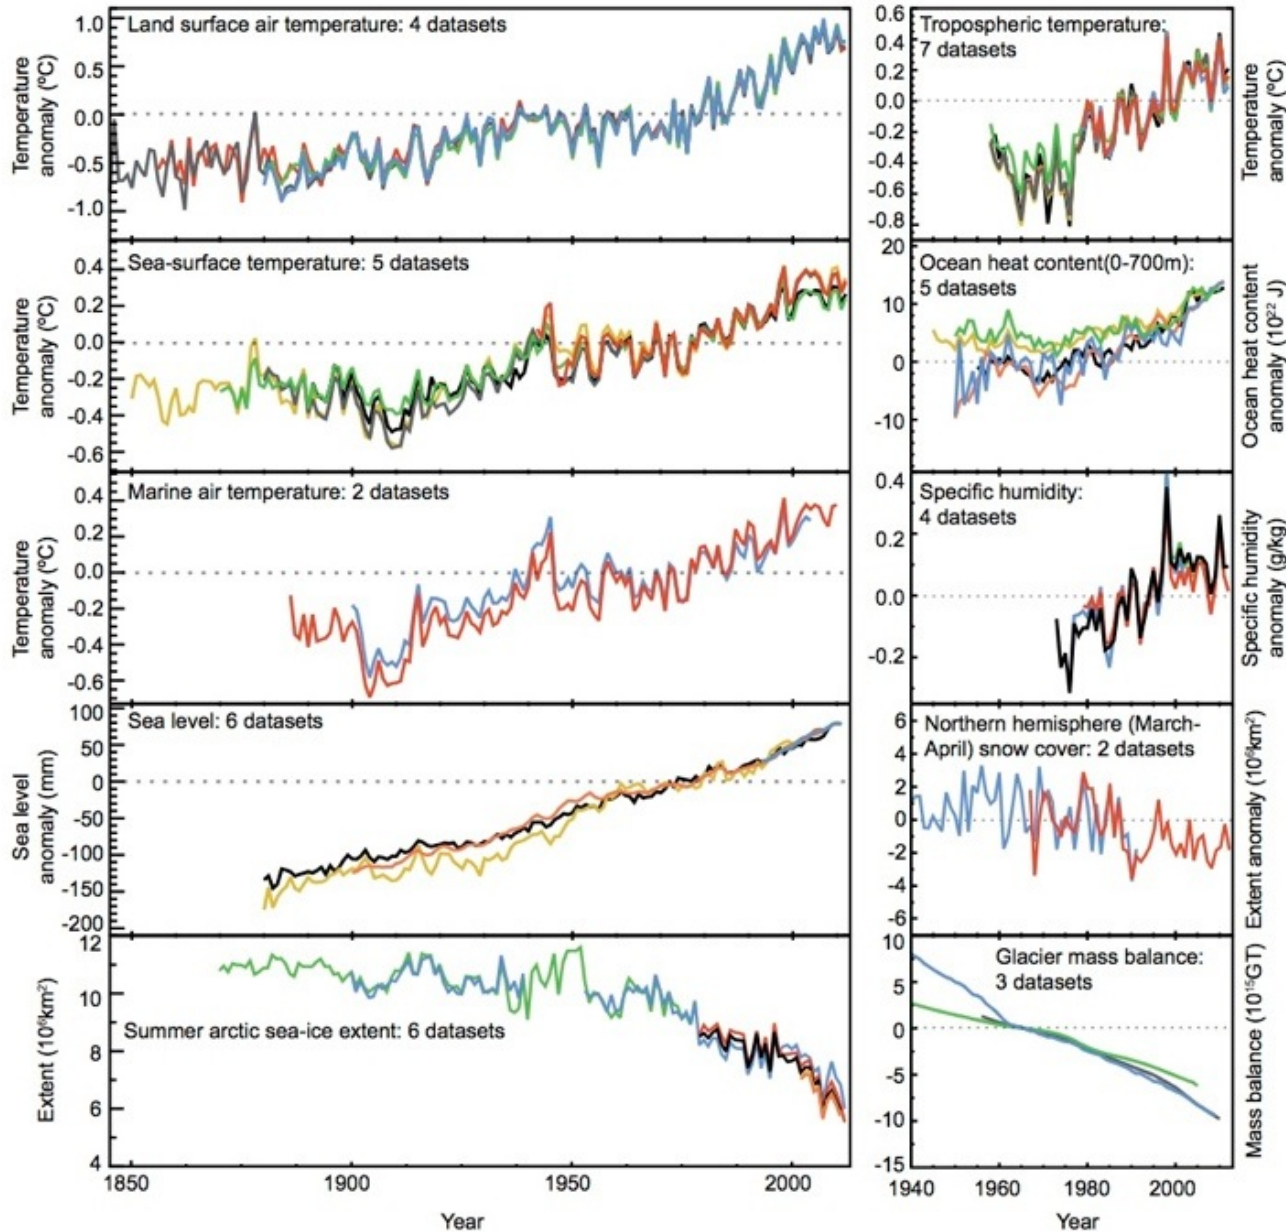 Land surface air temperature: 4 datasets
Temperature
anomaly (ºC)
1.0
0.5
0.0
-0.5
-1.0
Tropospheric temperature:
7 datasets
0.6
0.4
0.2
0.0
-0.2
-0.4
-0.6
-0.8
Temperature
anomaly (ºC)
Sea-surface temperature: 5 datasets
Temperature
anomaly (ºC)
0.4
0.2
0.0
-0.2
-0.4
-0.6
Ocean heat content(0-700m):
5 datasets
20
10
0
-10
Ocean heat content
anomaly (10²² J)
Marine air temperature: 2 datasets
Temperature
anomaly (ºC)
0.4
0.2
0.0
-0.2
-0.4
-0.6
Specific humidity:
4 datasets
0.4
0.2
0.0
-0.2
Specific humidity
anomaly (g/kg)
Sea level: 6 datasets
Sea level
anomaly (mm)
100
50
0
-50
-100
-150
-200
Northern hemisphere (March-
April) snow cover: 2 datasets
6
4
2
0
-2
-4
-6
Extent anomaly (10⁶km²)
Summer arctic sea-ice extent: 6 datasets
Extent (10⁶km²)
12
10
8
6
4
1850
1900
1950
2000
Year
Glacier mass balance:
3 datasets
10
5
0
-5
-10
-15
Mass balance (10¹⁵GT)
1940
1960
1980
2000
Year